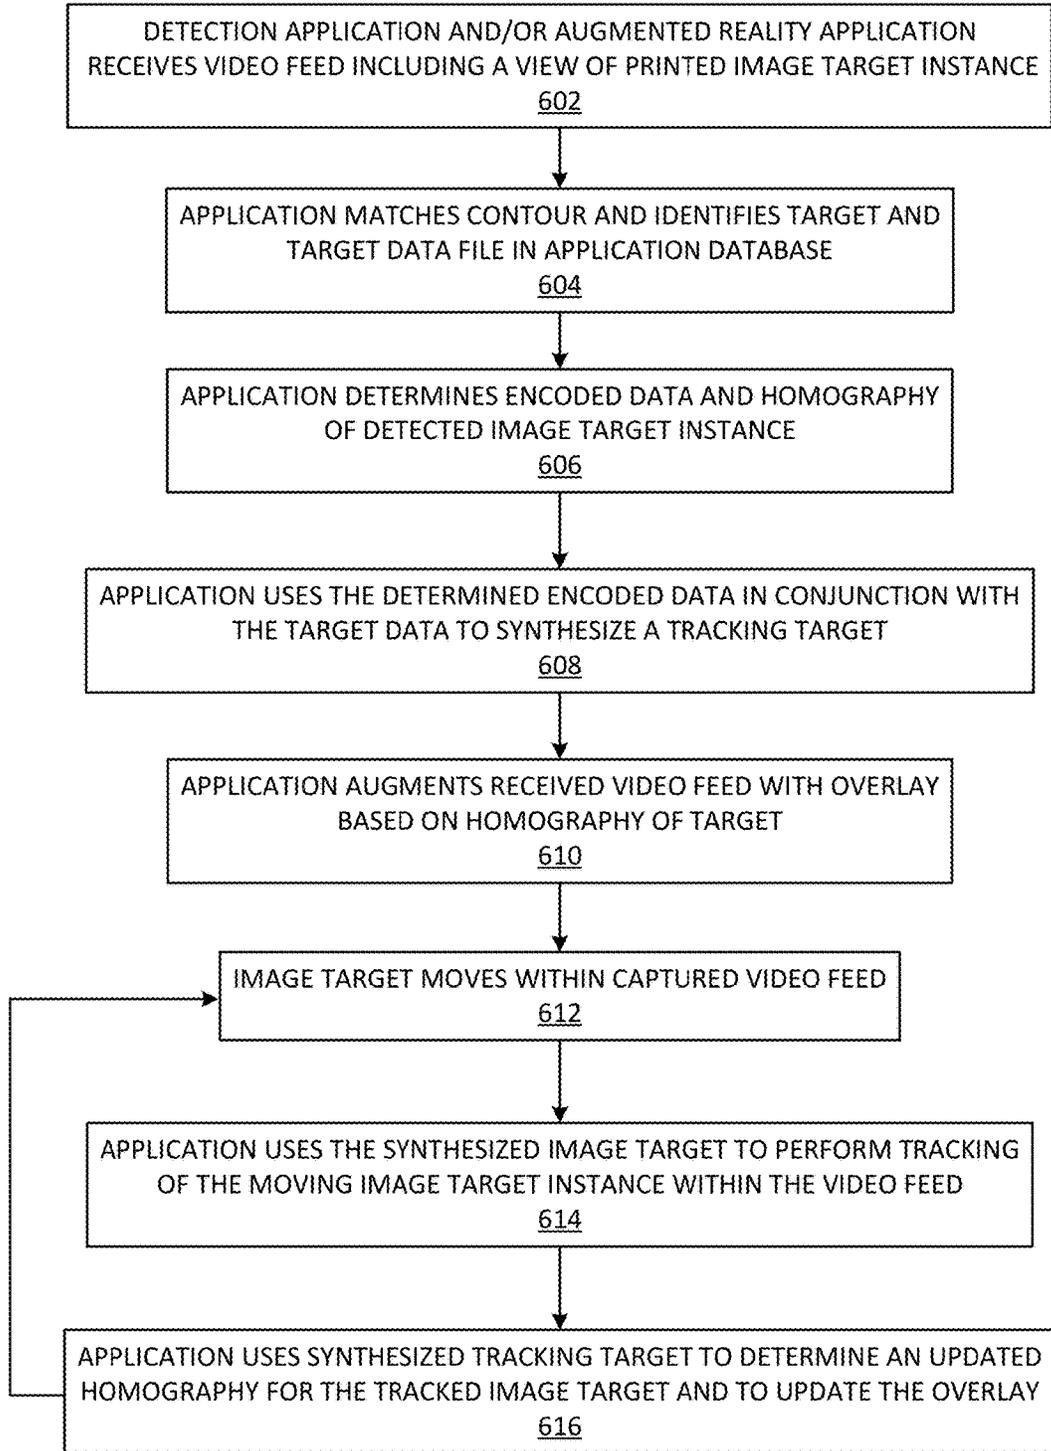 DETECTION APPLICATION AND/OR AUGMENTED REALITY APPLICATION
RECEIVES VIDEO FEED INCLUDING A VIEW OF PRINTED IMAGE TARGET INSTANCE
602
APPLICATION MATCHES CONTOUR AND IDENTIFIES TARGET AND
TARGET DATA FILE IN APPLICATION DATABASE
604
APPLICATION DETERMINES ENCODED DATA AND HOMOGRAPHY
OF DETECTED IMAGE TARGET INSTANCE
606
APPLICATION USES THE DETERMINED ENCODED DATA IN CONJUNCTION WITH
THE TARGET DATA TO SYNTHESIZE A TRACKING TARGET
608
APPLICATION AUGMENTS RECEIVED VIDEO FEED WITH OVERLAY
BASED ON HOMOGRAPHY OF TARGET
610
IMAGE TARGET MOVES WITHIN CAPTURED VIDEO FEED
612
APPLICATION USES THE SYNTHESIZED IMAGE TARGET TO PERFORM TRACKING
OF THE MOVING IMAGE TARGET INSTANCE WITHIN THE VIDEO FEED
614
APPLICATION USES SYNTHESIZED TRACKING TARGET TO DETERMINE AN UPDATED
HOMOGRAPHY FOR THE TRACKED IMAGE TARGET AND TO UPDATE THE OVERLAY
616